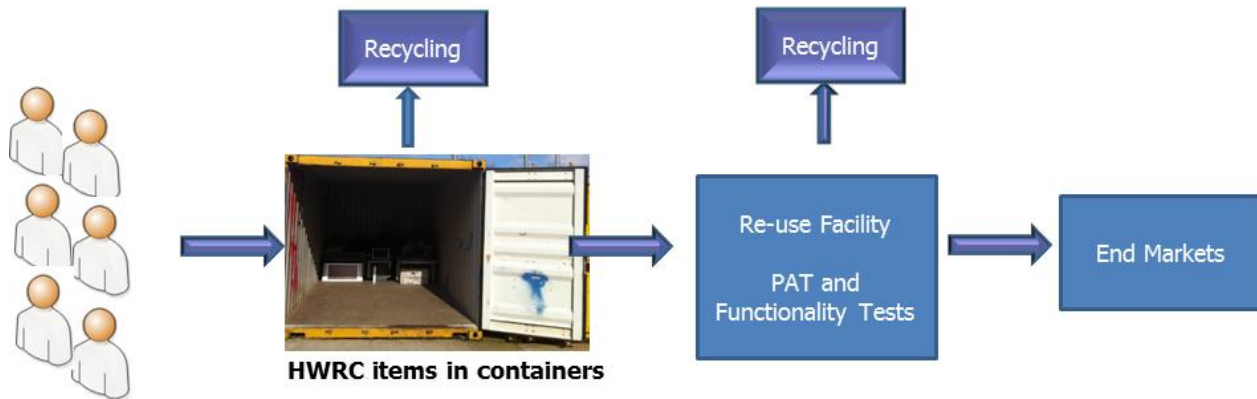 Recycling
Recycling
Re-use Facility
PAT and
Functionality Tests
End Markets
HWRC items in containers